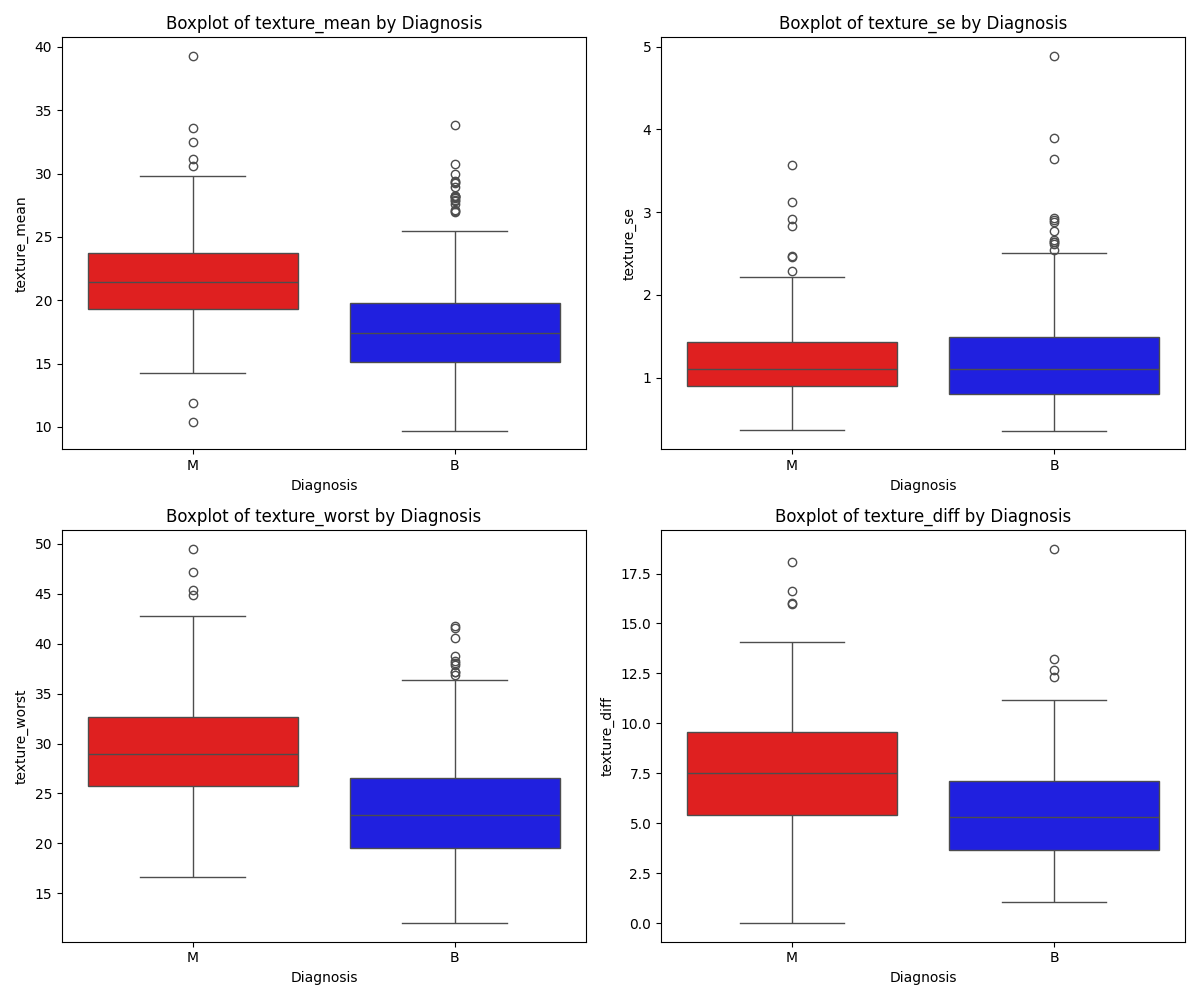 Boxplot of texture_mean by Diagnosis
40
35
30
25
20
15
10
texture_mean
M B
Diagnosis
Boxplot of texture_se by Diagnosis
5
4
3
2
1
texture_se
M B
Diagnosis
Boxplot of texture_worst by Diagnosis
50
45
40
35
30
25
20
15
texture_worst
M B
Diagnosis
Boxplot of texture_diff by Diagnosis
17.5
15.0
12.5
10.0
7.5
5.0
2.5
0.0
texture_diff
M B
Diagnosis